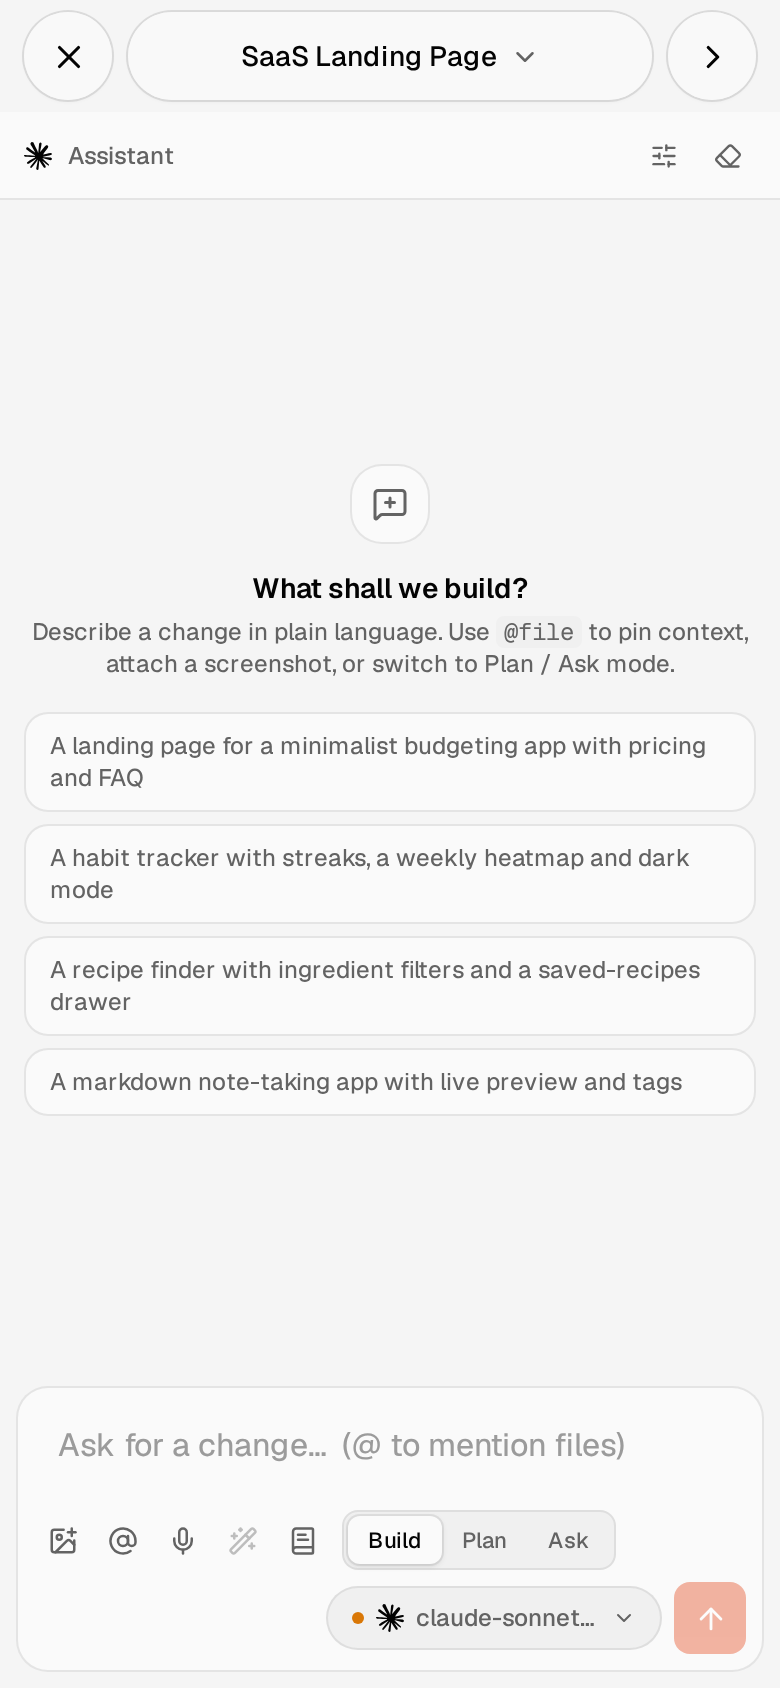 SaaS Landing Page
Assistant
What shall we build?
Describe a change in plain language. Use @file to pin context,
attach a screenshot, or switch to Plan / Ask mode.
A landing page for a minimalist budgeting app with pricing
and FAQ
A habit tracker with streaks, a weekly heatmap and dark
mode
A recipe finder with ingredient filters and a saved-recipes
drawer
A markdown note-taking app with live preview and tags
Ask for a change... (@ to mention files)
Build Plan Ask
claude-sonnet...